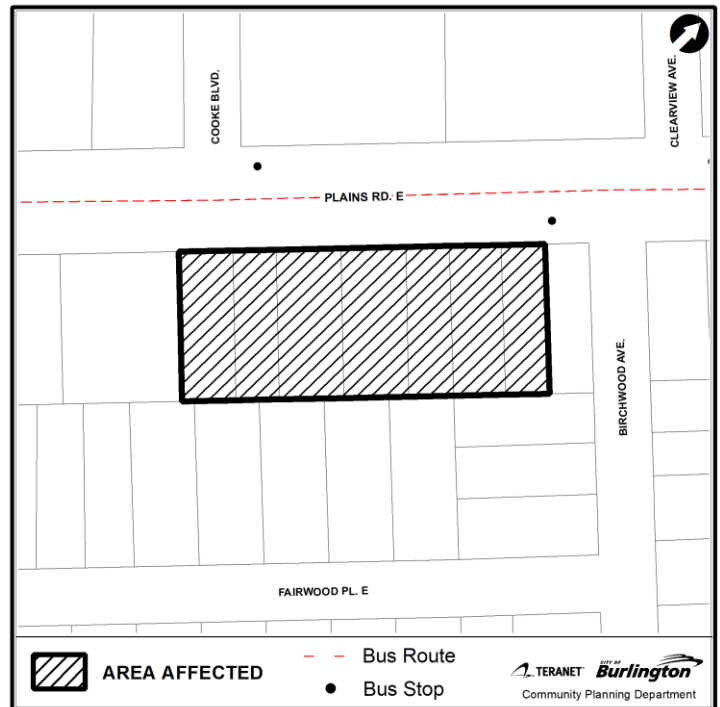 COOKE BLVD.
CLEARVIEW AVE.
PLAINS RD. E
BIRCHWOOD AVE.
FAIRWOOD PL. E
AREA AFFECTED
Bus Route
Bus Stop
TERANET
CITY OF
Burlington
Community Planning Department